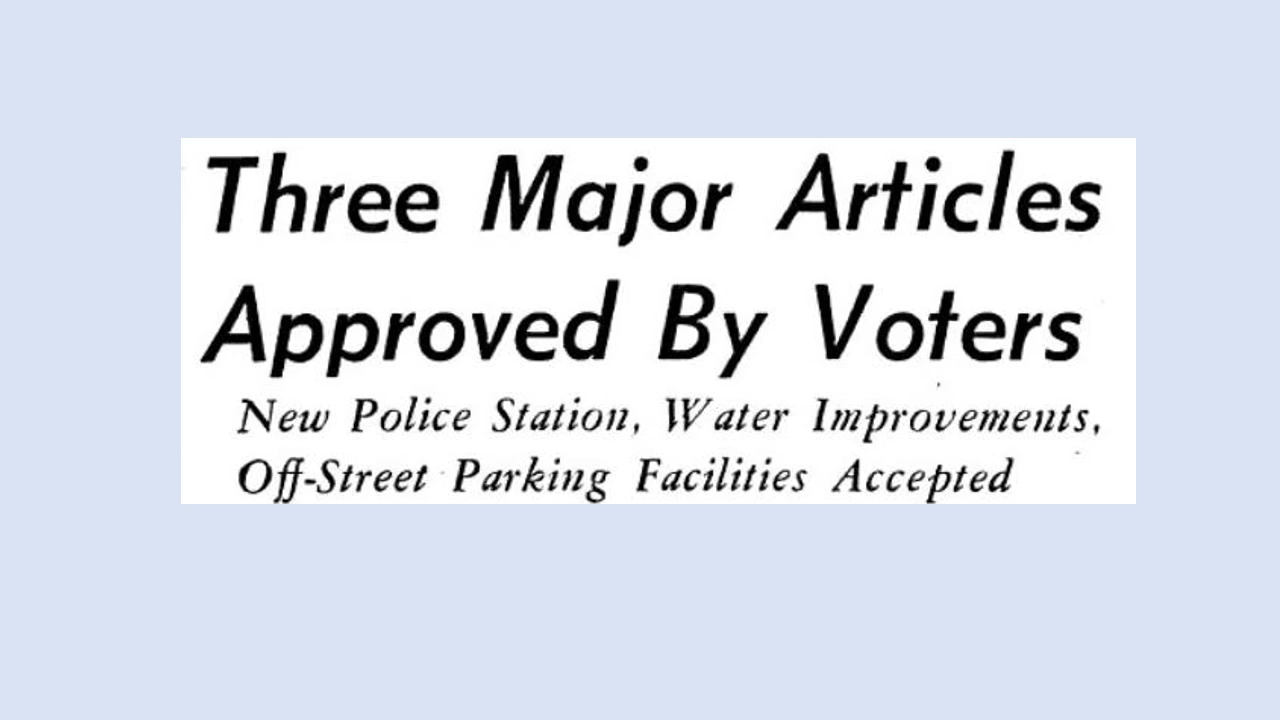 Three Major Articles
Approved By Voters
New Police Station, Water Improvements,
Off-Street Parking Facilities Accepted